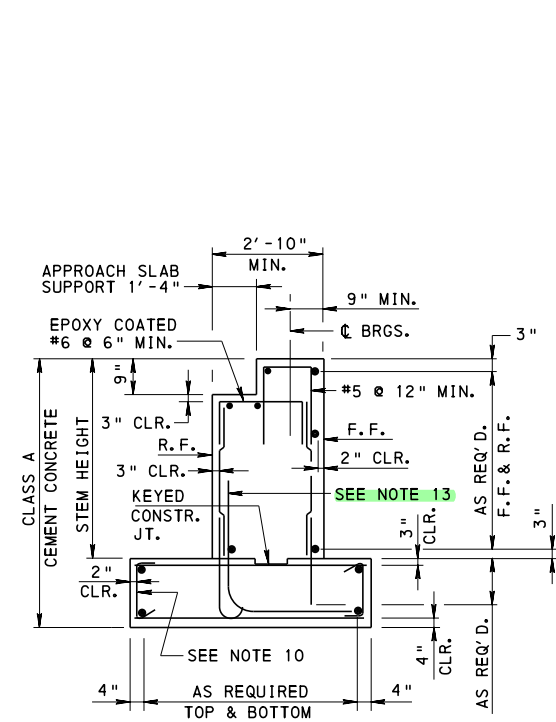 2'-10"
MIN.
APPROACH SLAB
SUPPORT 1'-4"
9" MIN.
EPOXY COATED
#6 @ 6" MIN.
℄ BRGS.
3"
9"
#5 @ 12" MIN.
3" CLR.
R.F.
F.F.
3" CLR.
2" CLR.
CLASS A
CEMENT CONCRETE
STEM HEIGHT
AS REQ'D.
F.F. & R.F.
KEYED
CONSTR.
JT.
SEE NOTE 13
3"
CLR.
3"
2"
CLR.
SEE NOTE 10
4"
CLR.
AS REQ'D.
4"
AS REQUIRED
TOP & BOTTOM
4"